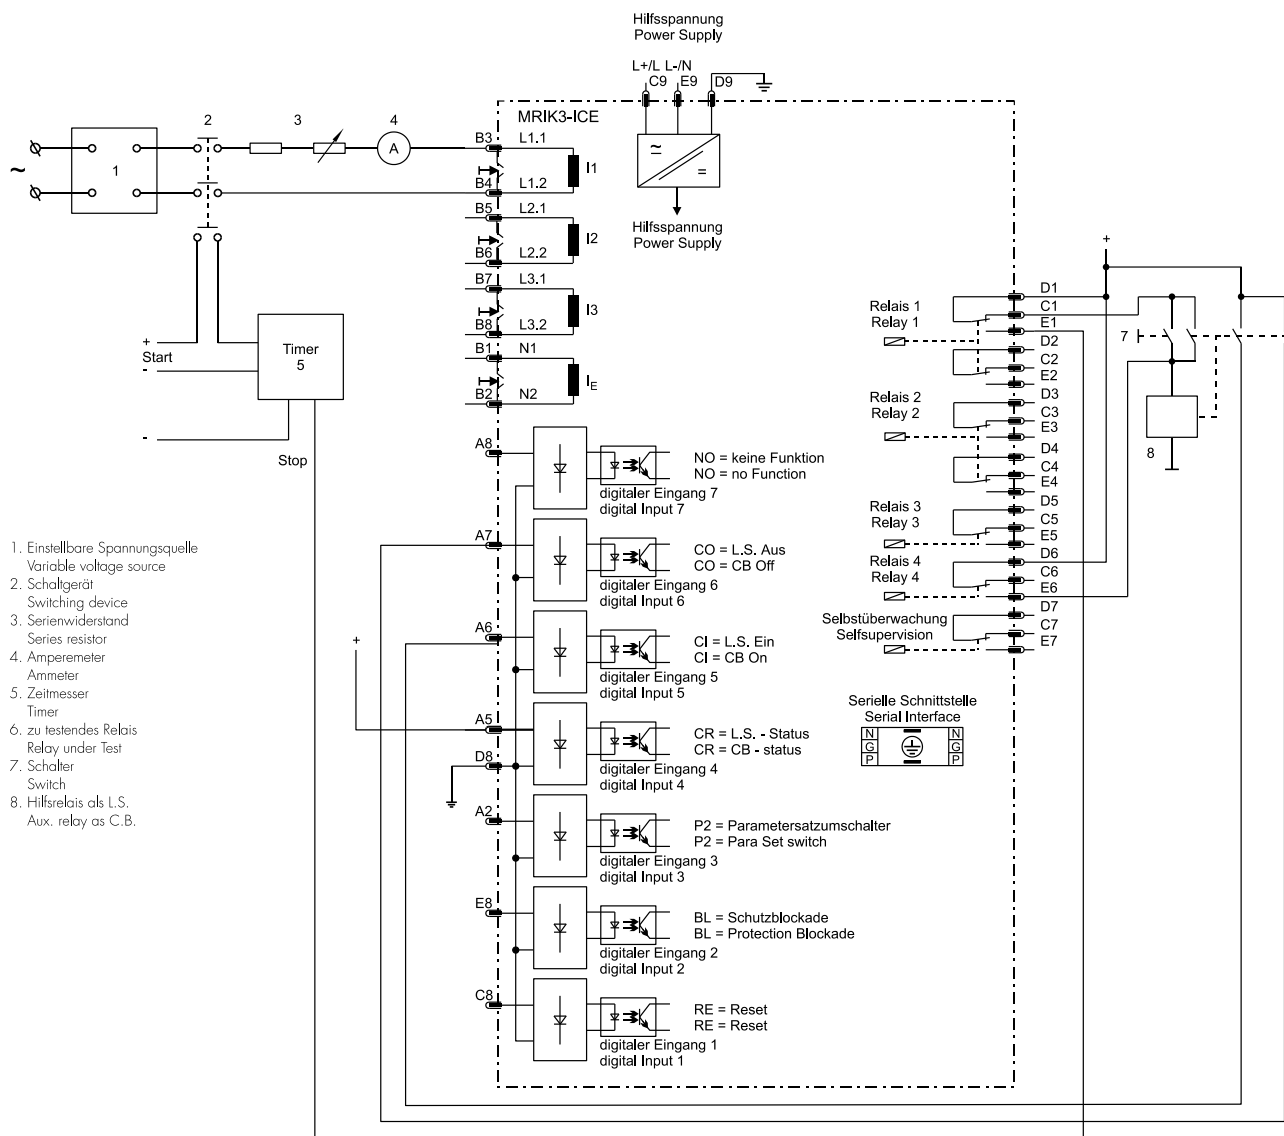 Hilfsspannung
Power Supply
L+/L L-/N
C9 E9 D9
MRIK3-ICE
2 3 4
1
A
~
B3 L1.1
I1
B4 L1.2
B5 L2.1
I2
B6 L2.2
B7 L3.1
I3
B8 L3.2
B1 N1
IE
B2 N2
≃
=
Hilfsspannung
Power Supply
+
Start
-
-
Timer
5
Stop
+
D1
C1
E1
D2
C2
E2
D3
C3
E3
D4
C4
E4
D5
C5
E5
D6
C6
E6
D7
C7
E7
Relais 1
Relay 1
Relais 2
Relay 2
Relais 3
Relay 3
Relais 4
Relay 4
Selbstüberwachung
Selfsupervision
7
8
A8
NO = keine Funktion
NO = no Function
digitaler Eingang 7
digital Input 7
A7
CO = L.S. Aus
CO = CB Off
digitaler Eingang 6
digital Input 6
A6
CI = L.S. Ein
CI = CB On
digitaler Eingang 5
digital Input 5
+
A5
CR = L.S. - Status
CR = CB - status
D8
digitaler Eingang 4
digital Input 4
A2
P2 = Parametersatzumschalter
P2 = Para Set switch
digitaler Eingang 3
digital Input 3
E8
BL = Schutzblockade
BL = Protection Blockade
digitaler Eingang 2
digital Input 2
C8
RE = Reset
RE = Reset
digitaler Eingang 1
digital Input 1
Serielle Schnittstelle
Serial Interface
N N
G G
P P
1. Einstellbare Spannungsquelle
Variable voltage source
2. Schaltgerät
Switching device
3. Serienwiderstand
Series resistor
4. Amperemeter
Ammeter
5. Zeitmesser
Timer
6. zu testendes Relais
Relay under Test
7. Schalter
Switch
8. Hilfsrelais als L.S.
Aux. relay as C.B.